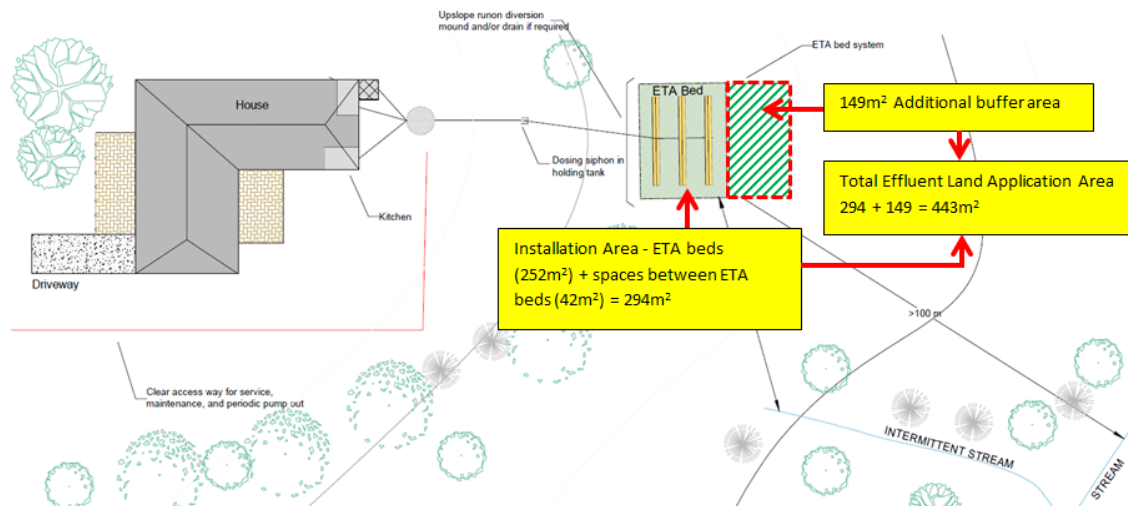 Upslope runon diversion
mound and/or drain if required
ETA bed system
House
ETA Bed
149m² Additional buffer area
Dosing siphon in
holding tank
Total Effluent Land Application Area
294 + 149 = 443m²
Kitchen
Installation Area - ETA beds
(252m²) + spaces between ETA
beds (42m²) = 294m²
Driveway
>100 m
Clear access way for service,
maintenance, and periodic pump out
INTERMITTENT STREAM
STREAM